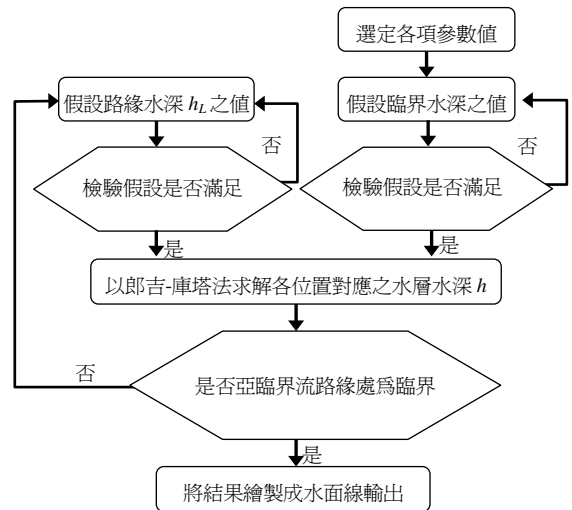 選定各項參數值
假設路緣水深 hL 之值
假設臨界水深之值
否
否
檢驗假設是否滿足
檢驗假設是否滿足
是
是
以郎吉-庫塔法求解各位置對應之水層水深 h
否
是否亞臨界流路緣處爲臨界
是
將結果繪製成水面線輸出